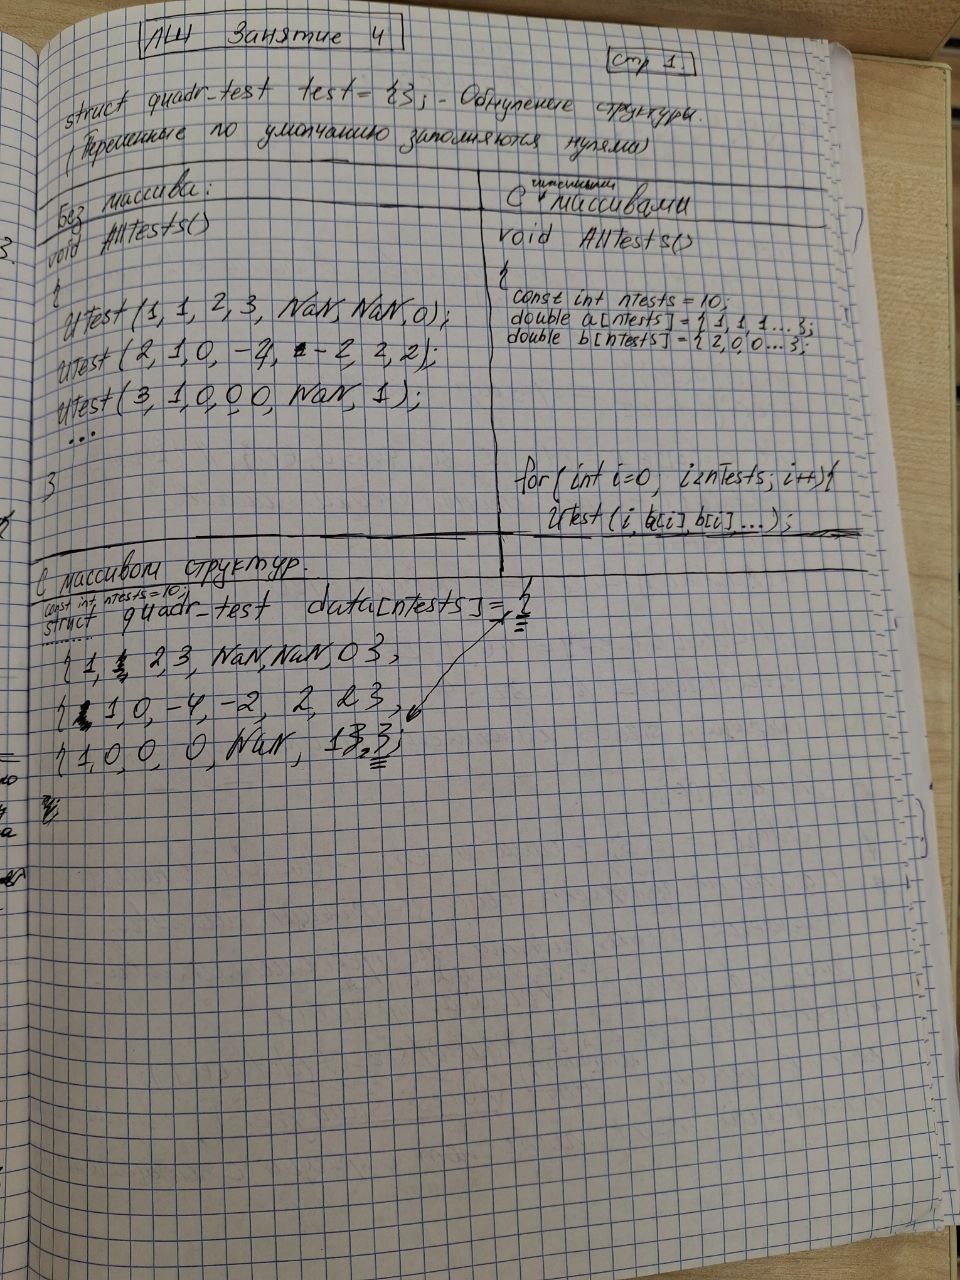 ЛШ Занятие 4
Стр 1.
struct quadr_test test = {}; - Обнуление структуры.
(Переменные по умолчанию заполняются нулями)
Без массива:
void AllTests()
{
UTest(1, 1, 2, 3, NaN, NaN, 0);
UTest(2, 1, 0, -4, -2, 2, 2);
UTest(3, 1, 0, 0, 0, NaN, 1);
...
}
С массивами
void AllTests()
{
const int nTests = 10;
double a[nTests] = { 1, 1, 1 ... };
double b[nTests] = { 2, 0, 0 ... };
for (int i=0; i<nTests; i++){
UTest(i, a[i], b[i], ...);
С массивом структур.
const int nTests = 10;
struct quadr_test data[nTests] = {
{1, 2, 3, NaN, NaN, 0},
{1, 0, -4, -2, 2, 2},
{1, 0, 0, 0, NaN, 1}};